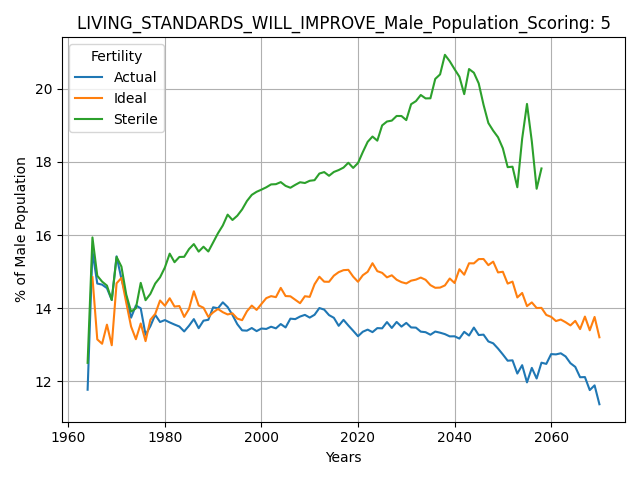 LIVING_STANDARDS_WILL_IMPROVE_Male_Population_Scoring: 5
Fertility
Actual
Ideal
Sterile
% of Male Population
20
18
16
14
12
1960 1980 2000 2020 2040 2060
Years